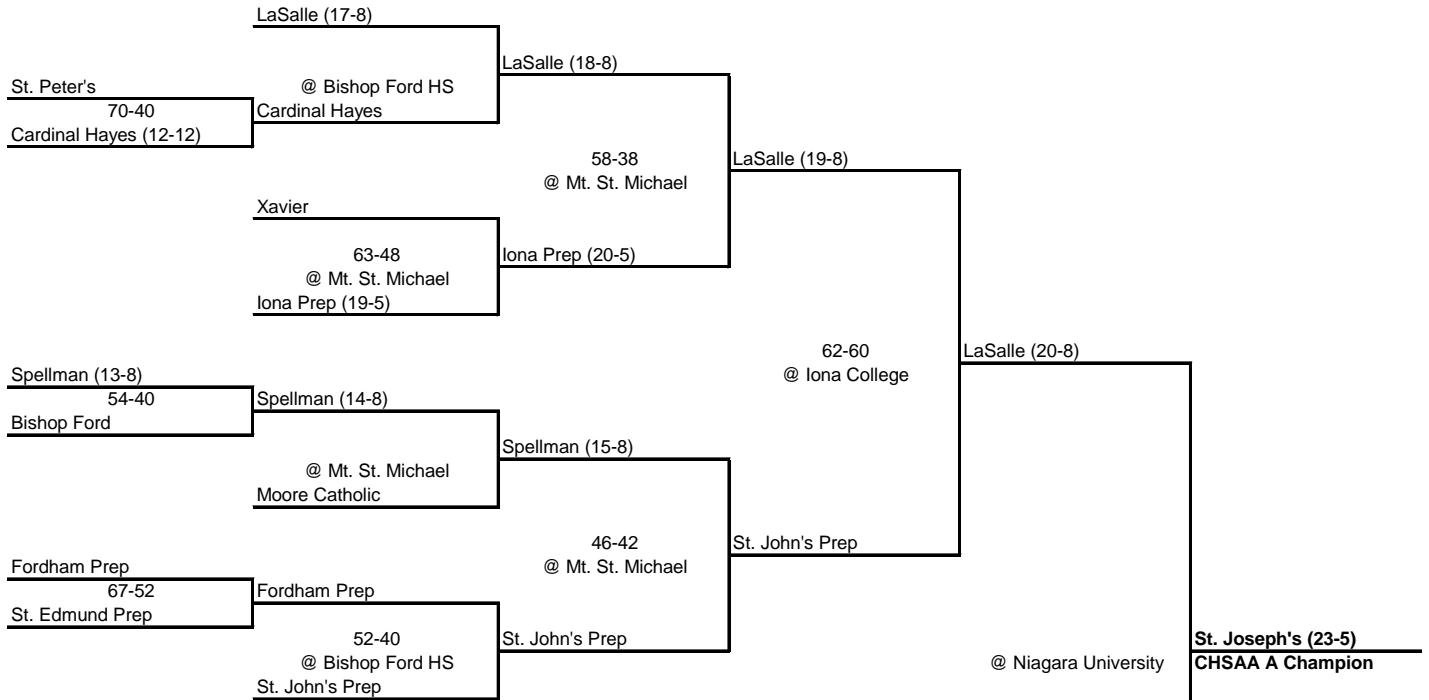 LaSalle (17-8)
LaSalle (18-8)
St. Peter's
@ Bishop Ford HS
70-40
Cardinal Hayes
Cardinal Hayes (12-12)
58-38
LaSalle (19-8)
@ Mt. St. Michael
Xavier
63-48
Iona Prep (20-5)
@ Mt. St. Michael
Iona Prep (19-5)
62-60
LaSalle (20-8)
Spellman (13-8)
@ Iona College
54-40
Spellman (14-8)
Bishop Ford
Spellman (15-8)
@ Mt. St. Michael
Moore Catholic
46-42
St. John's Prep
Fordham Prep
@ Mt. St. Michael
67-52
Fordham Prep
St. Edmund Prep
52-40
St. John's Prep
St. Joseph's (23-5)
@ Bishop Ford HS
@ Niagara University
CHSAA A Champion
St. John's Prep